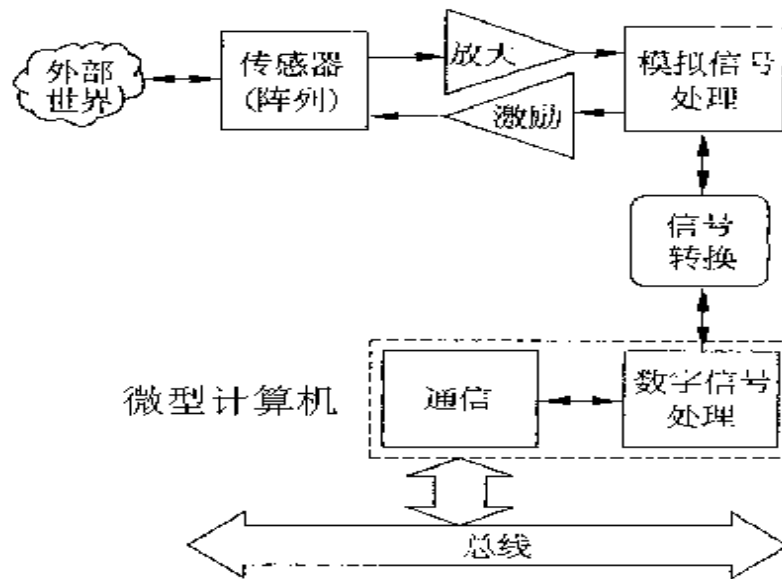 外部
世界
传感器
(阵列)
放大
激励
模拟信号
处理
信号
转换
微型计算机
通信
数字信号
处理
总线